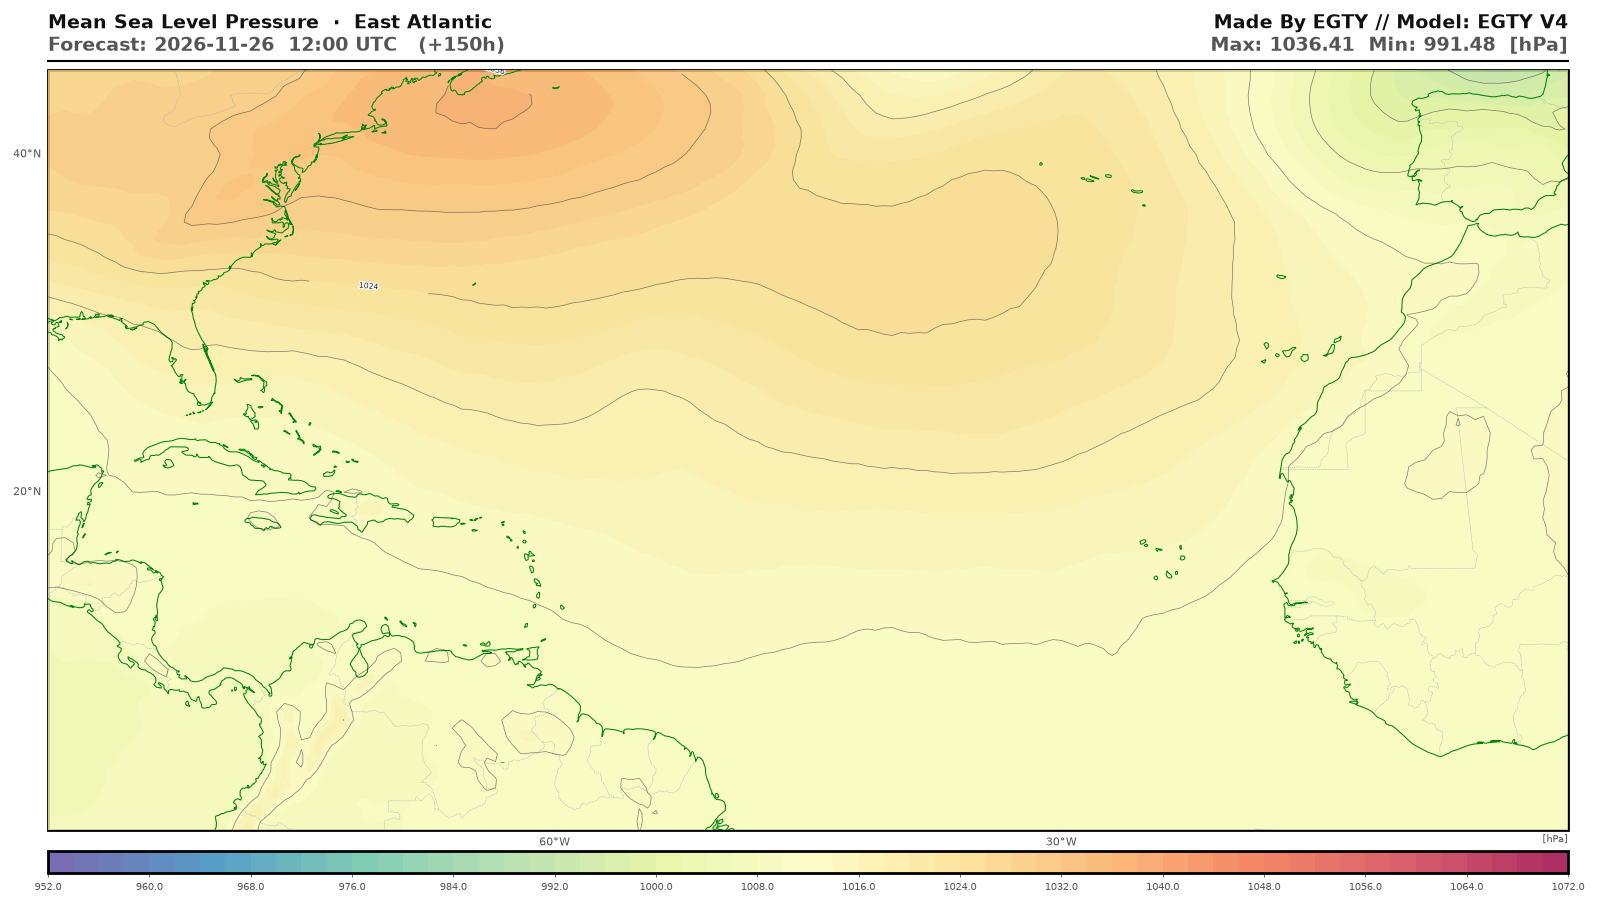 Mean Sea Level Pressure · East Atlantic
Made By EGTY // Model: EGTY V4
Forecast: 2026-11-26 12:00 UTC (+150h)
Max: 1036.41 Min: 991.48 [hPa]
40°N
1024
20°N
60°W
30°W
[hPa]
952.0 960.0 968.0 976.0 984.0 992.0 1000.0 1008.0 1016.0 1024.0 1032.0 1040.0 1048.0 1056.0 1064.0 1072.0